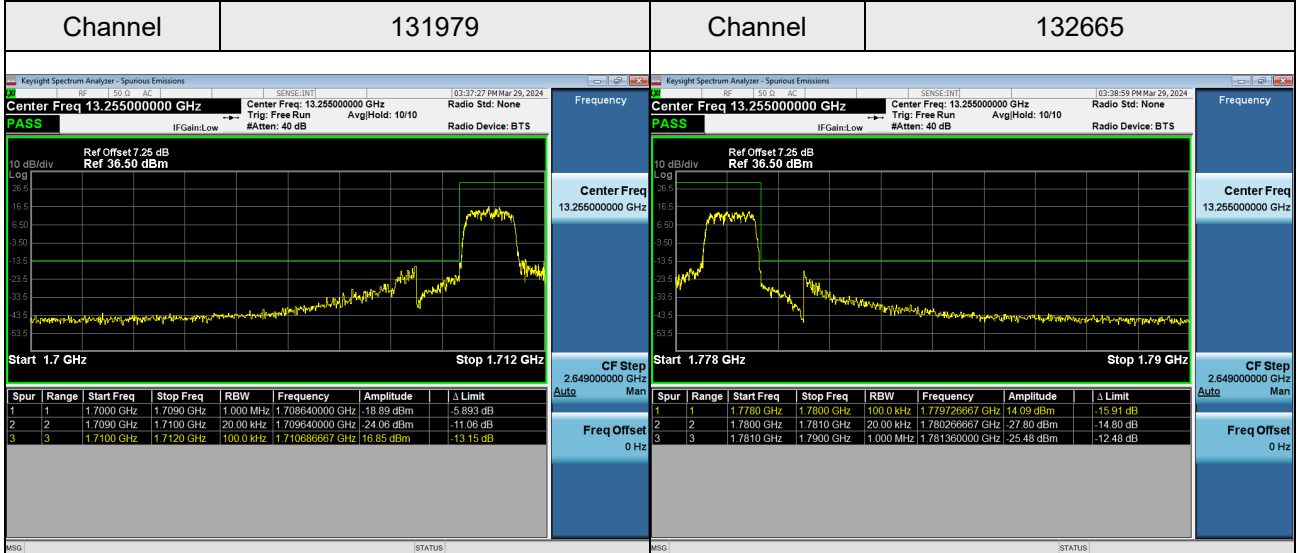 Channel 131979 Channel 132665
Keysight Spectrum Analyzer - Spurious Emissions
RF 50 Ω AC SENSE:INT 03:37:27 PM Mar 29, 2024
Center Freq 13.255000000 GHz Center Freq: 13.255000000 GHz Radio Std: None
Trig: Free Run Avg|Hold: 10/10
PASS IFGain:Low #Atten: 40 dB Radio Device: BTS
Ref Offset 7.25 dB
10 dB/div Ref 36.50 dBm
Log
26.5
16.5
6.50
-3.50
-13.5
-23.5
-33.5
-43.5
-53.5
Start 1.7 GHz Stop 1.712 GHz
Spur Range Start Freq Stop Freq RBW Frequency Amplitude Δ Limit
1 1 1.7000 GHz 1.7090 GHz 1.000 MHz 1.708640000 GHz -18.89 dBm -5.893 dB
2 2 1.7090 GHz 1.7100 GHz 20.00 kHz 1.709640000 GHz -24.06 dBm -11.06 dB
3 3 1.7100 GHz 1.7120 GHz 100.0 kHz 1.710686667 GHz 16.85 dBm -13.15 dB
Frequency
Center Freq
13.255000000 GHz
CF Step
2.649000000 GHz
Auto Man
Freq Offset
0 Hz
MSG STATUS
Keysight Spectrum Analyzer - Spurious Emissions
RF 50 Ω AC SENSE:INT 03:38:59 PM Mar 29, 2024
Center Freq 13.255000000 GHz Center Freq: 13.255000000 GHz Radio Std: None
Trig: Free Run Avg|Hold: 10/10
PASS IFGain:Low #Atten: 40 dB Radio Device: BTS
Ref Offset 7.25 dB
10 dB/div Ref 36.50 dBm
Log
26.5
16.5
6.50
-3.50
-13.5
-23.5
-33.5
-43.5
-53.5
Start 1.778 GHz Stop 1.79 GHz
Spur Range Start Freq Stop Freq RBW Frequency Amplitude Δ Limit
1 1 1.7780 GHz 1.7800 GHz 100.0 kHz 1.779726667 GHz 14.09 dBm -15.91 dB
2 2 1.7800 GHz 1.7810 GHz 20.00 kHz 1.780266667 GHz -27.80 dBm -14.80 dB
3 3 1.7810 GHz 1.7900 GHz 1.000 MHz 1.781360000 GHz -25.48 dBm -12.48 dB
Frequency
Center Freq
13.255000000 GHz
CF Step
2.649000000 GHz
Auto Man
Freq Offset
0 Hz
MSG STATUS